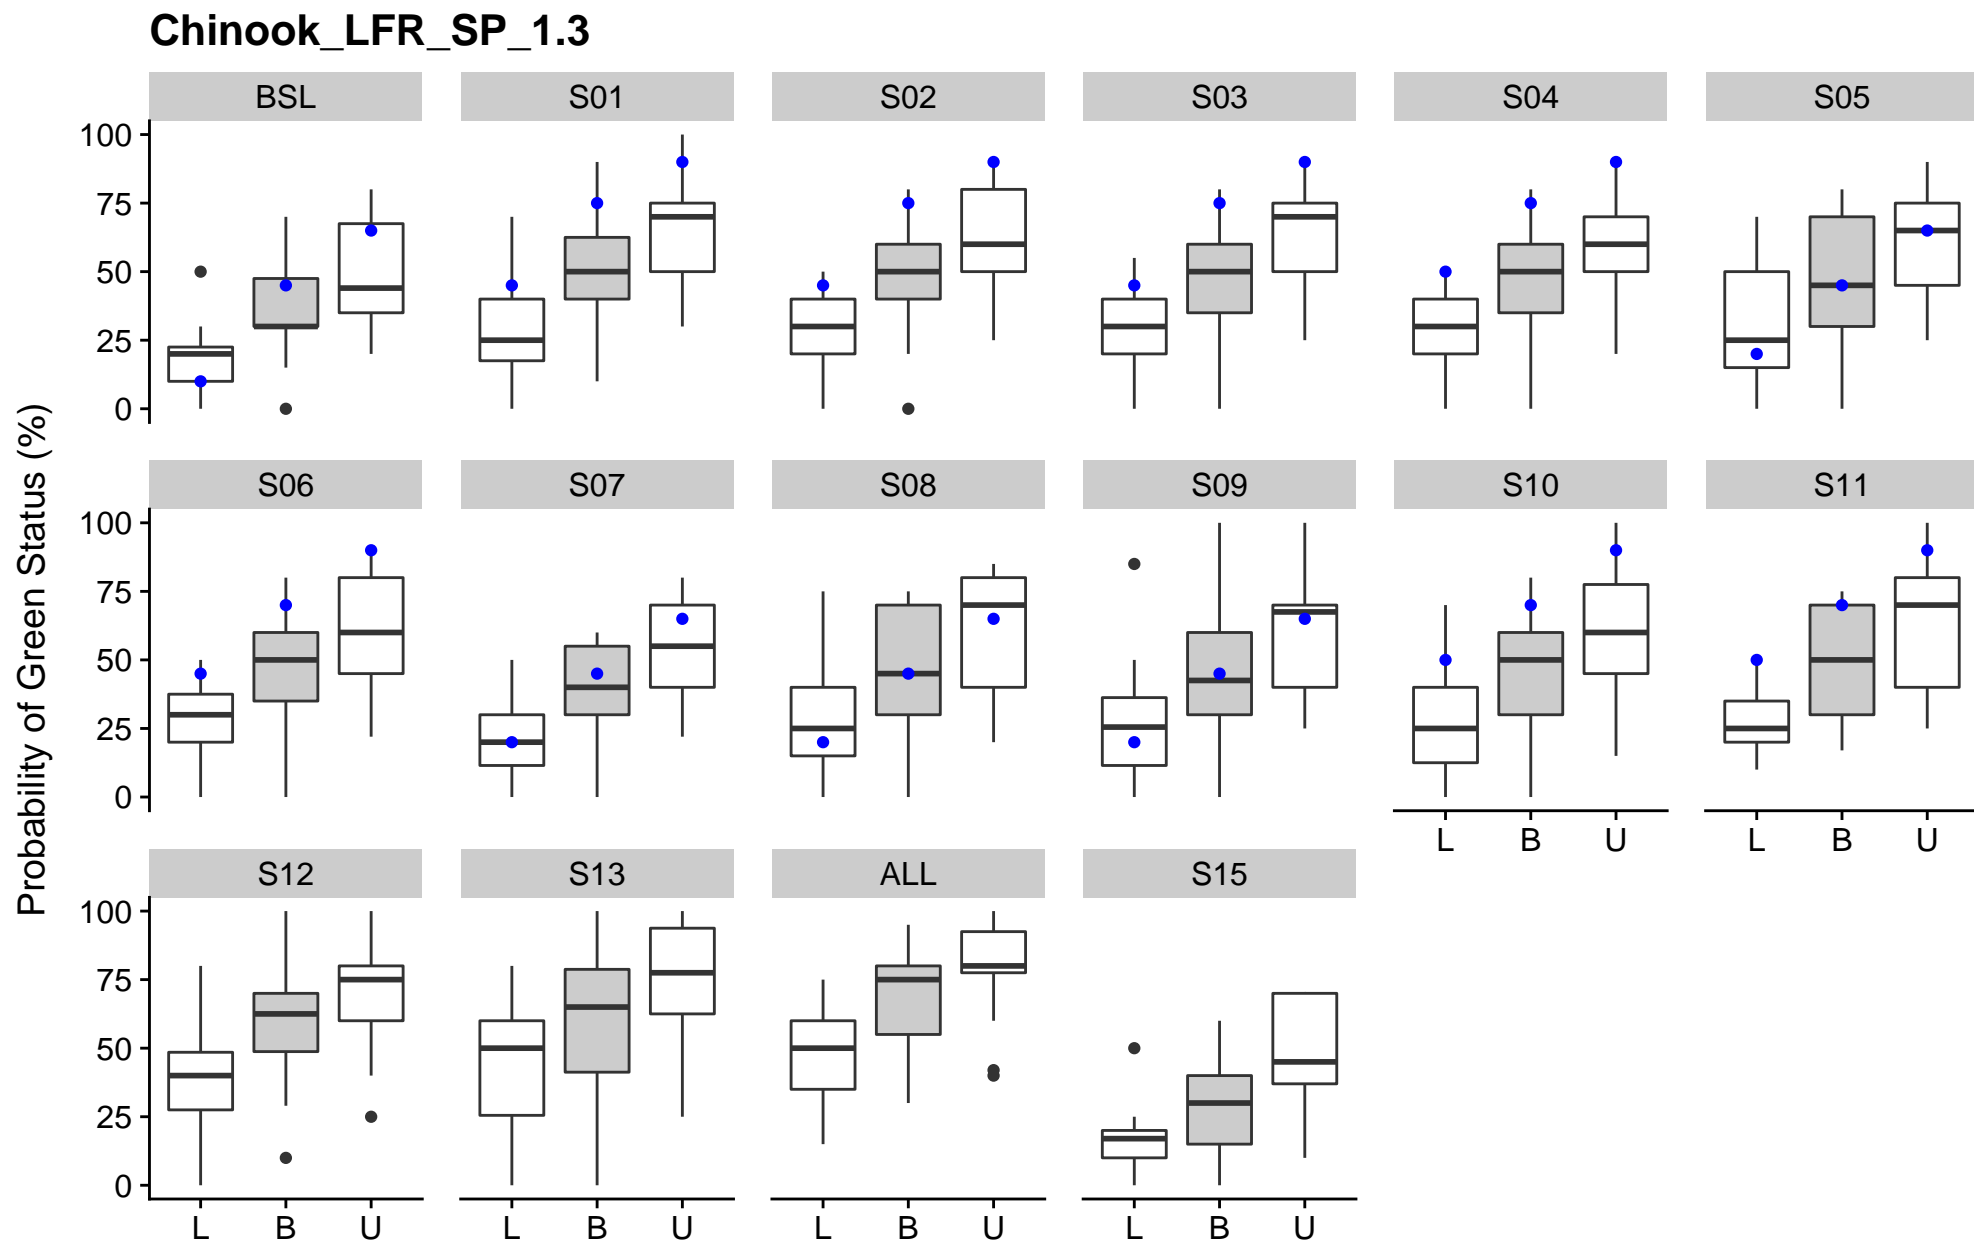 Chinook_LFR_SP_1.3
BSL S01 S02 S03 S04 S05
100
75
50
25
0
S06 S07 S08 S09 S10 S11
100
75
50
25
0
L B U L B U
S12 S13 ALL S15
100
75
50
25
0
L B U L B U L B U L B U
Probability of Green Status (%)